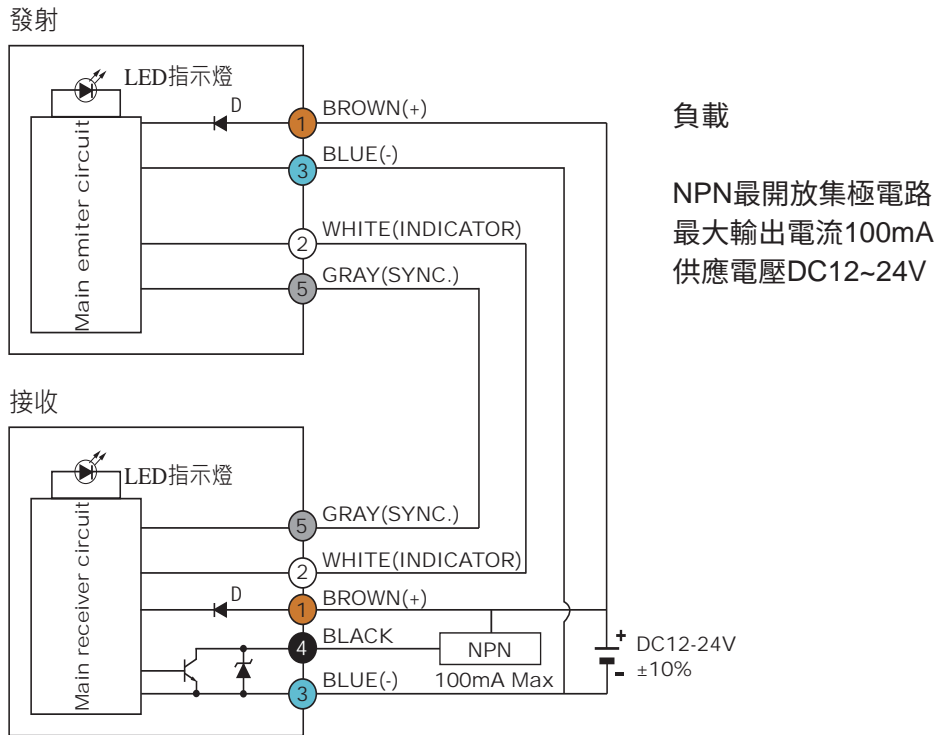 發射
LED指示燈
D
Main emiter circuit
1 BROWN(+)
3 BLUE(-)
2 WHITE(INDICATOR)
5 GRAY(SYNC.)
負載
NPN最開放集極電路
最大輸出電流100mA
供應電壓DC12~24V
接收
LED指示燈
Main receiver circuit
5 GRAY(SYNC.)
2 WHITE(INDICATOR)
D
1 BROWN(+)
4 BLACK
NPN
100mA Max
3 BLUE(-)
+ DC12-24V
- ±10%